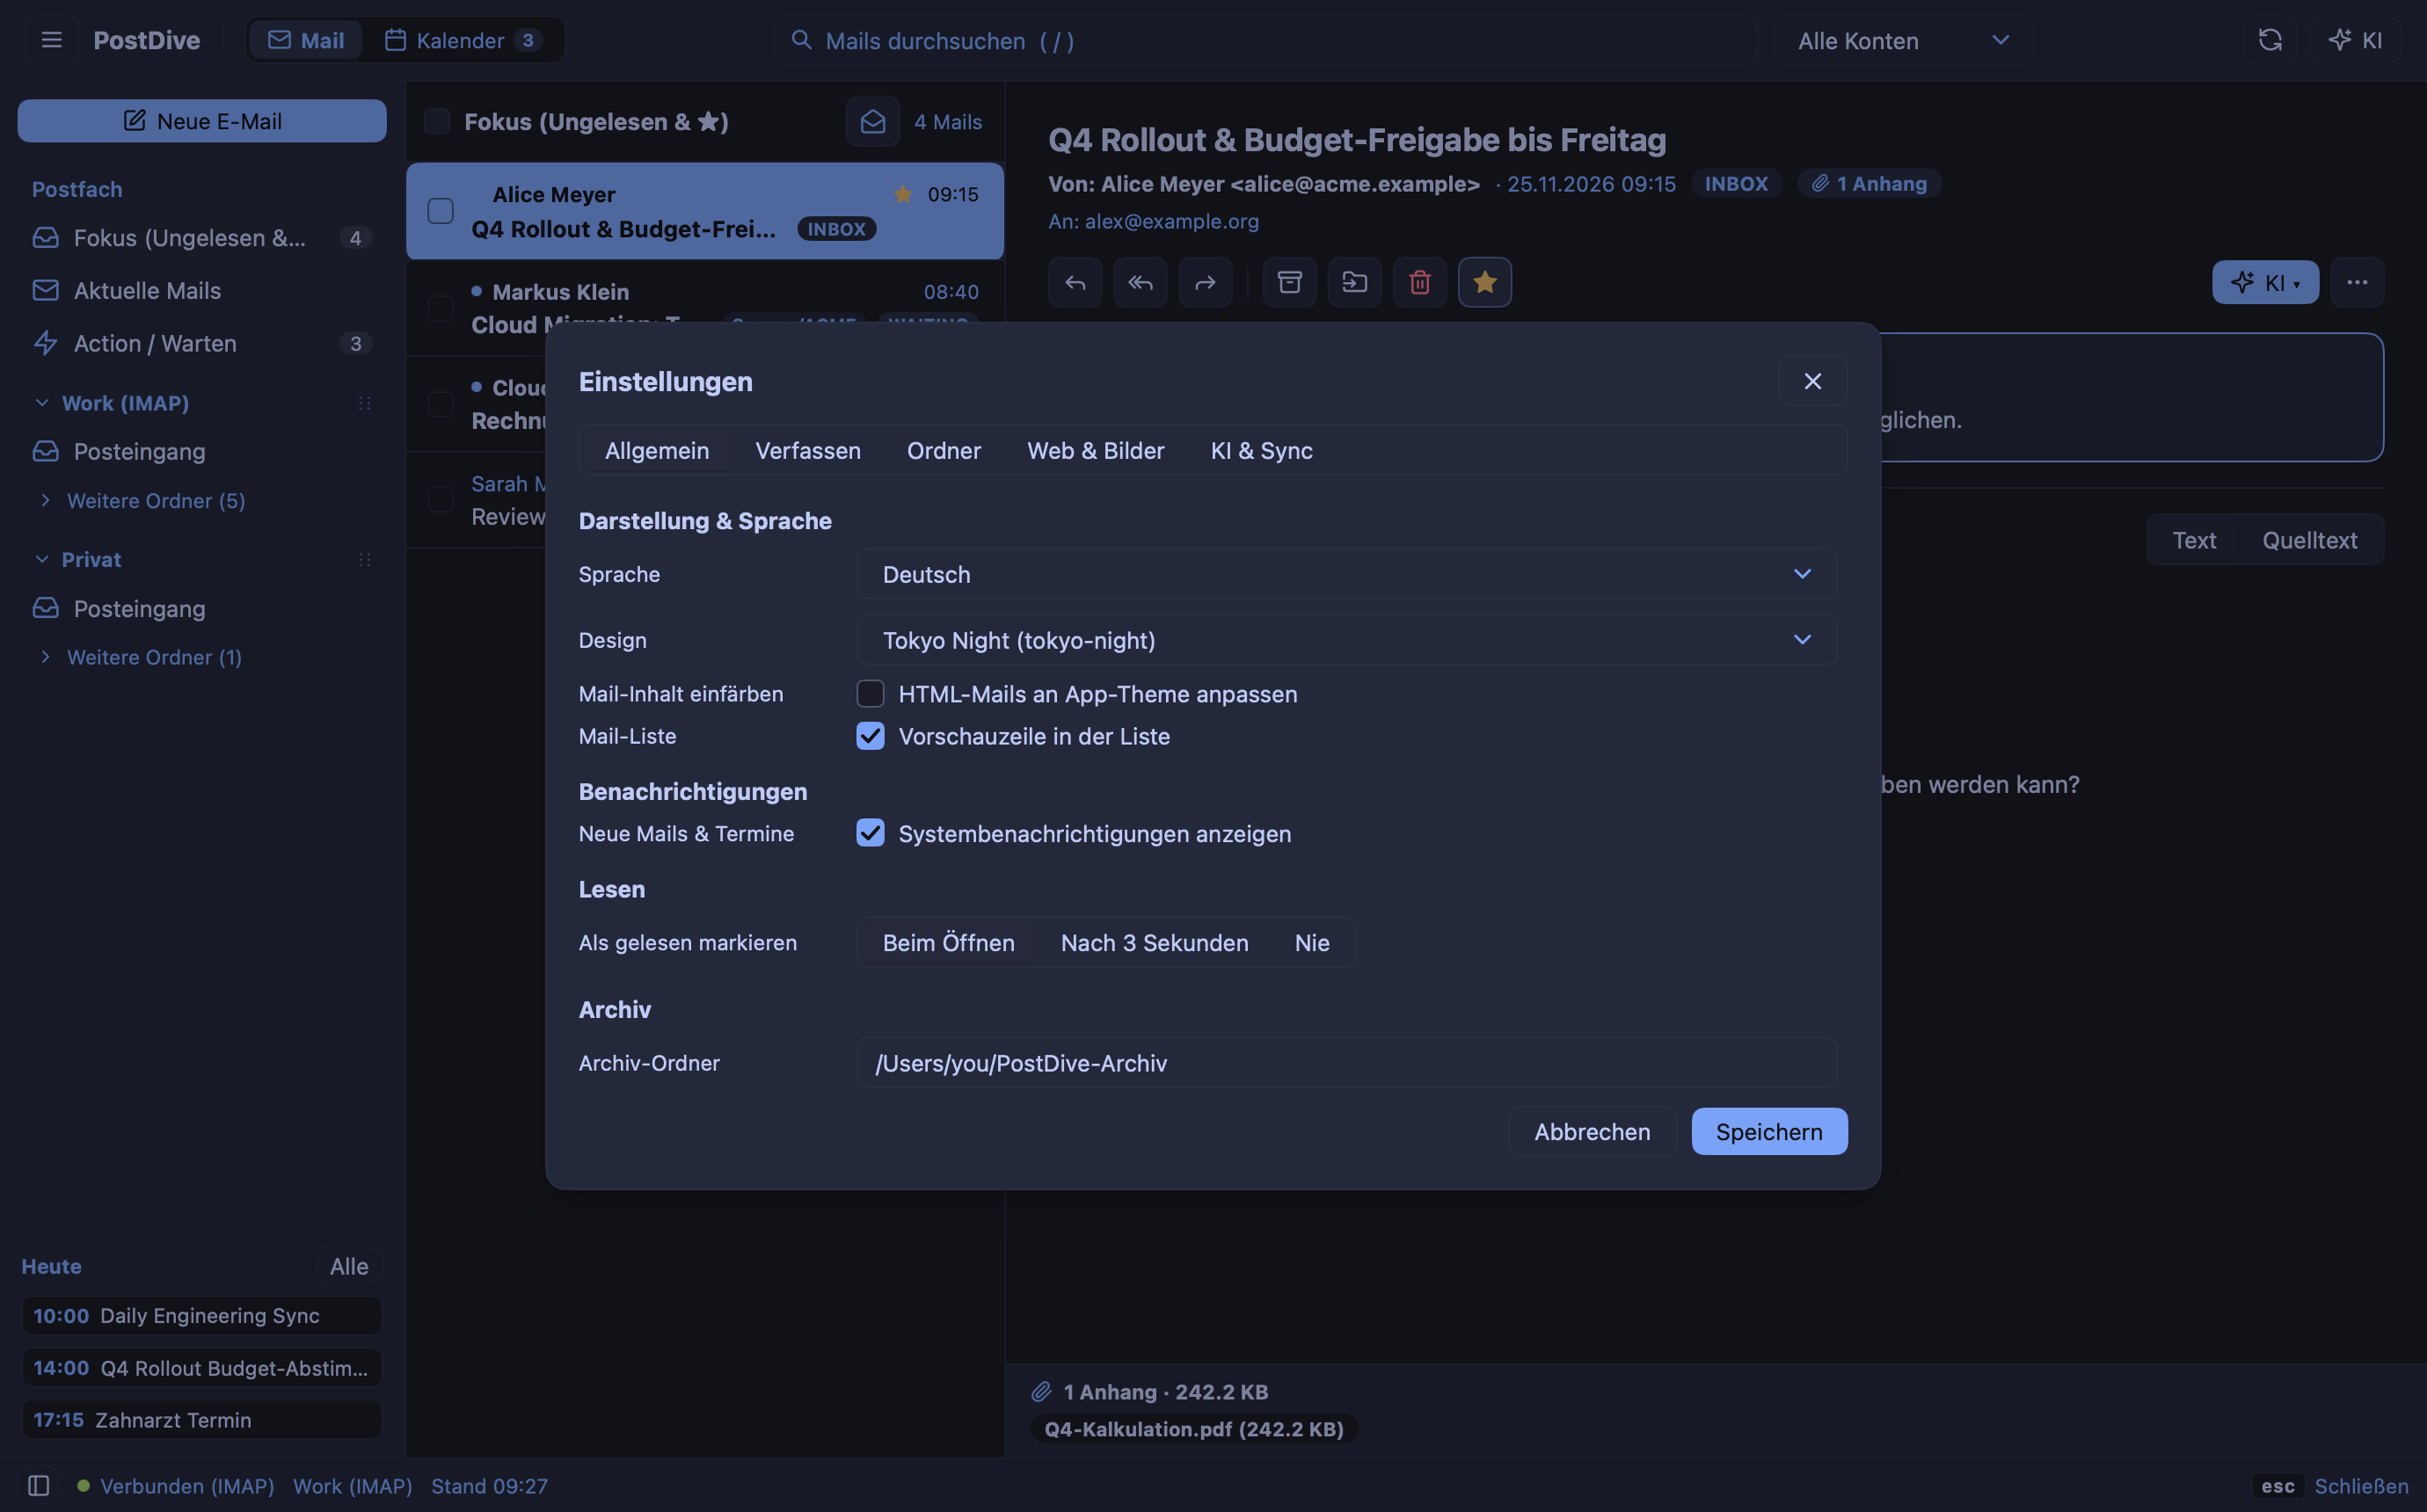 PostDive
Mail
Kalender 3
Mails durchsuchen (/)
Alle Konten
KI
Neue E-Mail
Postfach
Fokus (Ungelesen &... 4
Aktuelle Mails
Action / Warten 3
Work (IMAP)
Posteingang
Weitere Ordner (5)
Privat
Posteingang
Weitere Ordner (1)
Heute
Alle
10:00 Daily Engineering Sync
14:00 Q4 Rollout Budget-Abstim...
17:15 Zahnarzt Termin
Fokus (Ungelesen & ★)
4 Mails
Alice Meyer 09:15
Q4 Rollout & Budget-Frei... INBOX
Markus Klein 08:40
Cloud
Cloud
Sarah M
Review
Q4 Rollout & Budget-Freigabe bis Freitag
Von: Alice Meyer <alice@acme.example> · 25.11.2026 09:15 INBOX 1 Anhang
An: alex@example.org
KI ▾
glichen.
Text
Quelltext
ben werden kann?
1 Anhang · 242.2 KB
Q4-Kalkulation.pdf (242.2 KB)
Einstellungen
Allgemein Verfassen Ordner Web & Bilder KI & Sync
Darstellung & Sprache
Sprache Deutsch
Design Tokyo Night (tokyo-night)
Mail-Inhalt einfärben HTML-Mails an App-Theme anpassen
Mail-Liste Vorschauzeile in der Liste
Benachrichtigungen
Neue Mails & Termine Systembenachrichtigungen anzeigen
Lesen
Als gelesen markieren Beim Öffnen Nach 3 Sekunden Nie
Archiv
Archiv-Ordner /Users/you/PostDive-Archiv
Abbrechen
Speichern
Verbunden (IMAP) Work (IMAP) Stand 09:27
esc Schließen